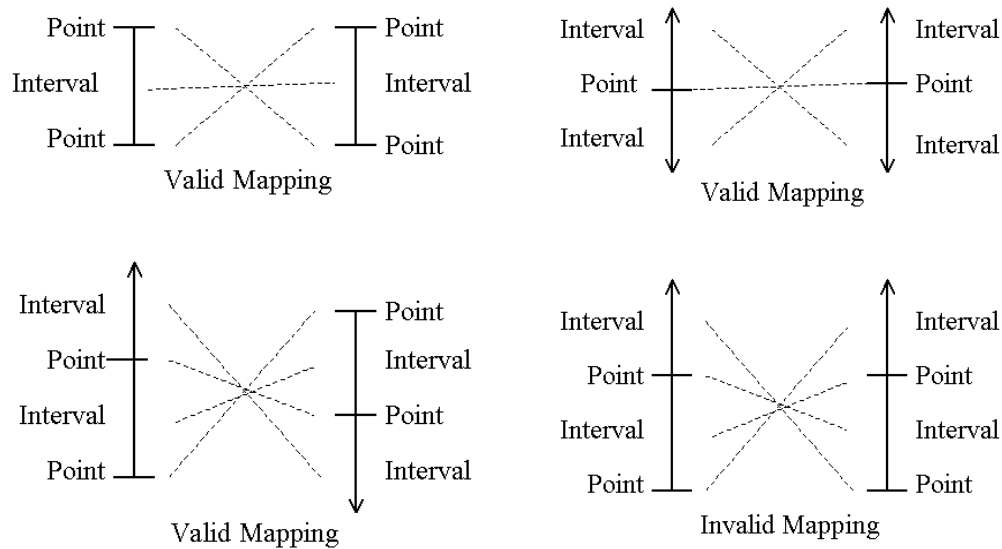 Point Point
Interval Interval
Point Point
Valid Mapping
Interval Interval
Point Point
Interval Interval
Valid Mapping
Interval Point
Point Interval
Interval Point
Point Interval
Valid Mapping
Interval Interval
Point Point
Interval Interval
Point Point
Invalid Mapping